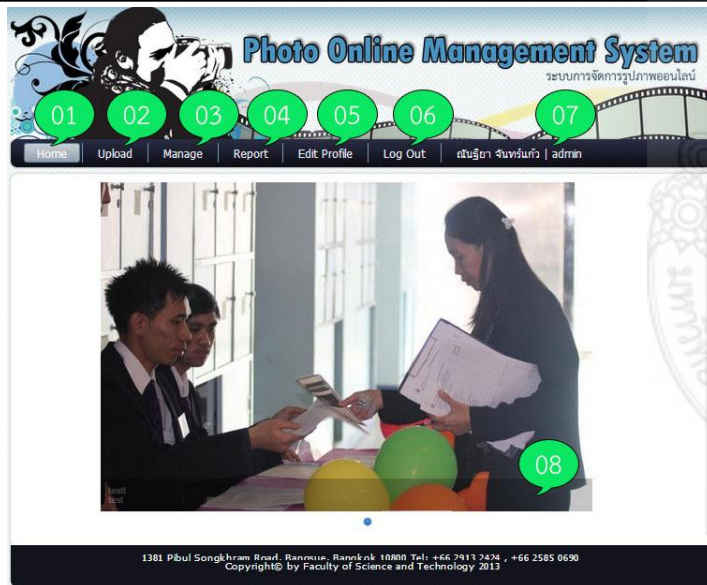 Photo Online Management System
ระบบการจัดการรูปภาพออนไลน์
01 02 03 04 05 06 07
Home Upload Manage Report Edit Profile Log Out ณันฐิยา จันทร์แก้ว | admin
08
test1
test
1381 Pibul Songkhram Road, Bangsue, Bangkok 10800 Tel: +66 2913 2424 , +66 2585 0690
Copyright© by Faculty of Science and Technology 2013